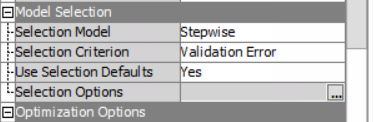 Model Selection
Selection Model Stepwise
Selection Criterion Validation Error
Use Selection Defaults Yes
Selection Options ...
Optimization Options